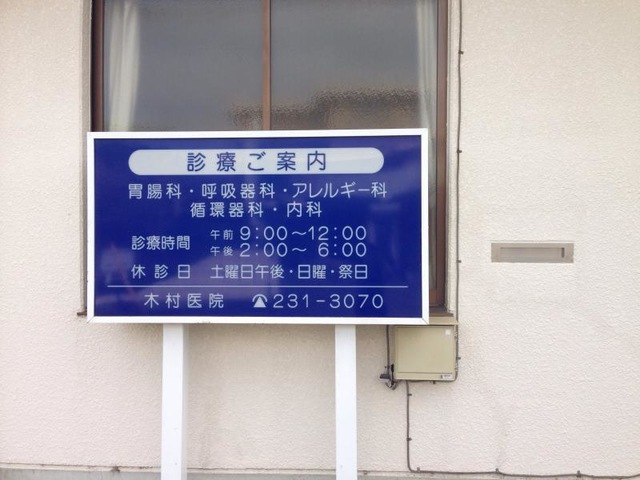 診療ご案内
胃腸科・呼吸器科・アレルギー科
循環器科・内科
診療時間 午前 9:00〜12:00
午後 2:00〜 6:00
休診日 土曜日午後・日曜・祭日
木村医院 ☎231-3070